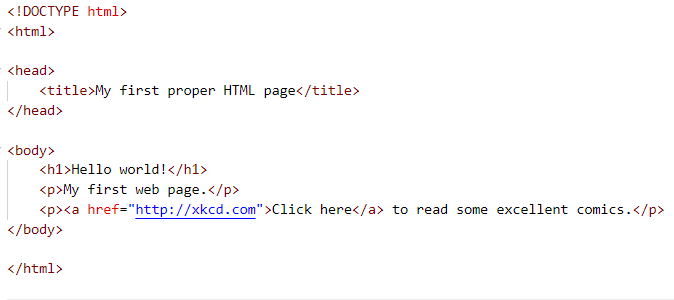 <!DOCTYPE html>
<html>
<head>
<title>My first proper HTML page</title>
</head>
<body>
<h1>Hello world!</h1>
<p>My first web page.</p>
<p><a href="http://xkcd.com">Click here</a> to read some excellent comics.</p>
</body>
</html>